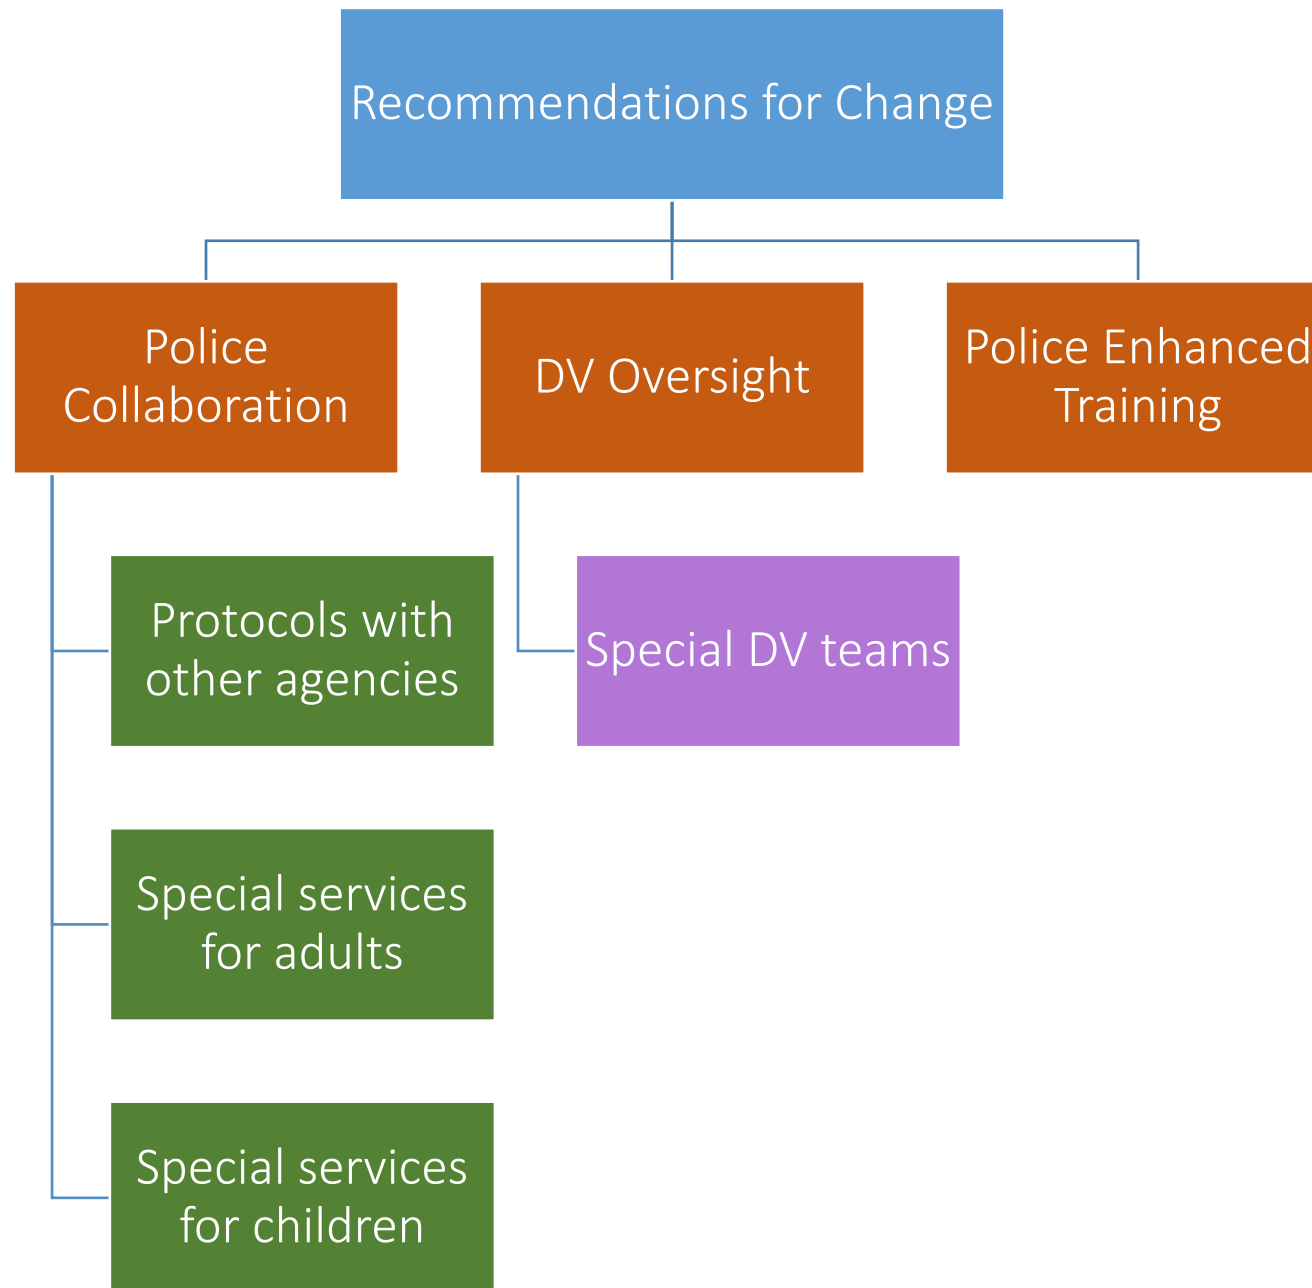 Recommendations for Change
Police
Collaboration
DV Oversight
Police Enhanced
Training
Protocols with
other agencies
Special DV teams
Special services
for adults
Special services
for children